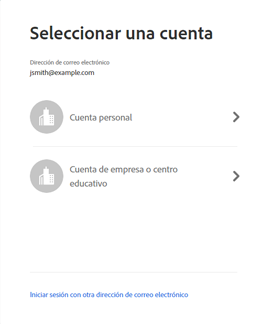 Seleccionar una cuenta
Dirección de correo electrónico
jsmith@example.com
Cuenta personal
Cuenta de empresa o centro
educativo
Iniciar sesión con otra dirección de correo electrónico